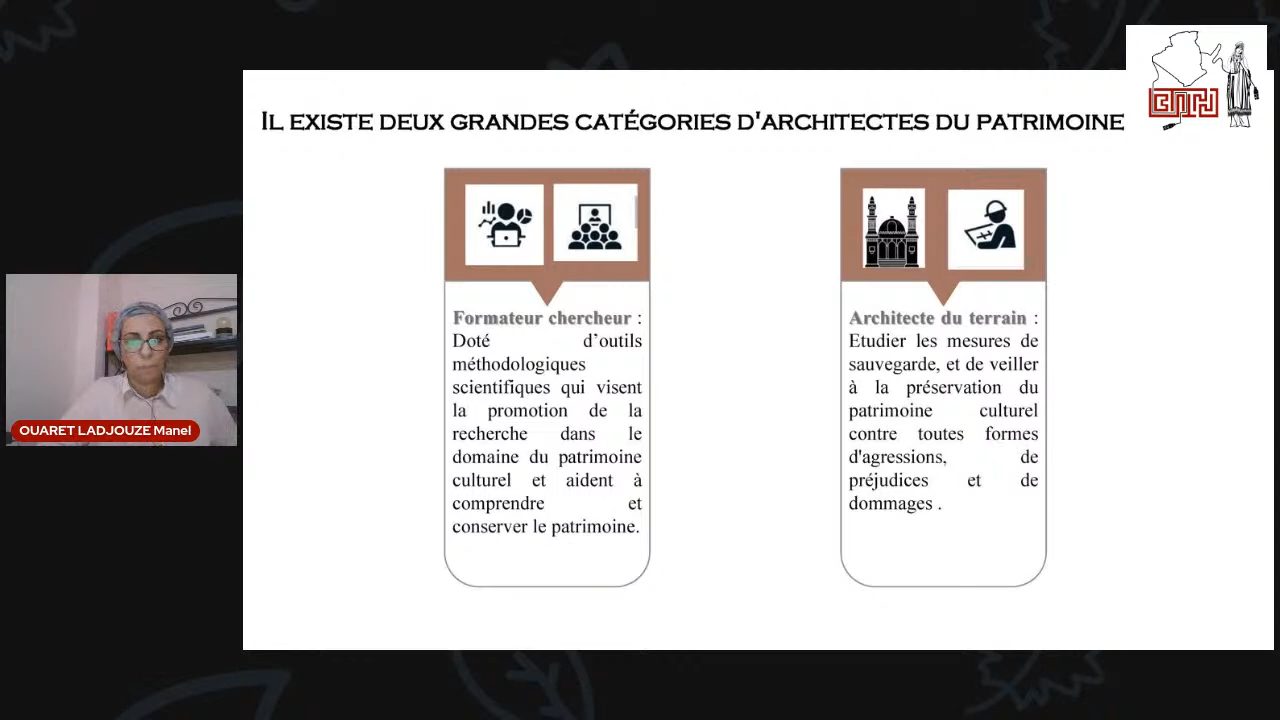 IL EXISTE DEUX GRANDES CATÉGORIES D'ARCHITECTES DU PATRIMOINE
Formateur chercheur :
Doté d’outils
méthodologiques
scientifiques qui visent
la promotion de la
recherche dans le
domaine du patrimoine
culturel et aident à
comprendre et
conserver le patrimoine.
Architecte du terrain :
Etudier les mesures de
sauvegarde, et de veiller
à la préservation du
patrimoine culturel
contre toutes formes
d'agressions, de
préjudices et de
dommages .
OUARET LADJOUZE Manel